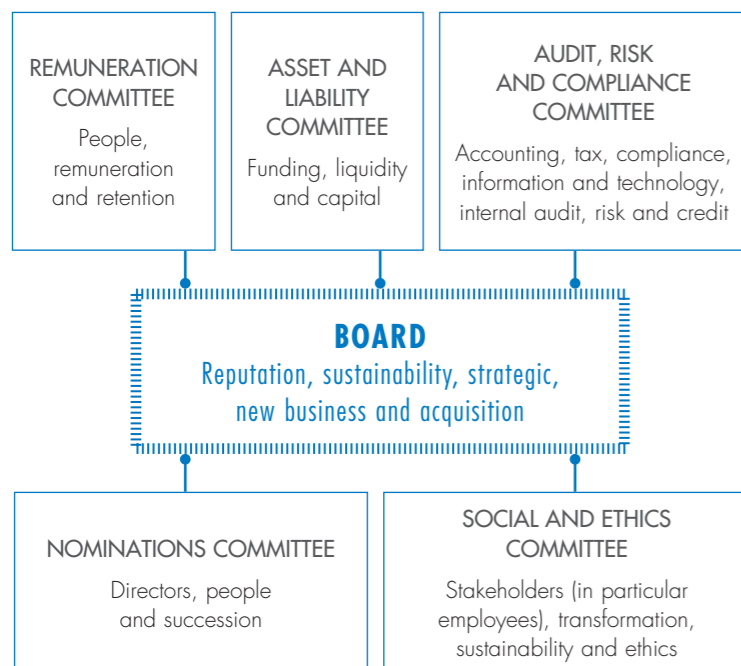 REMUNERATION
COMMITTEE
People,
remuneration
and retention
ASSET AND
LIABILITY
COMMITTEE
Funding, liquidity
and capital
AUDIT, RISK
AND COMPLIANCE
COMMITTEE
Accounting, tax, compliance,
information and technology,
internal audit, risk and credit
BOARD
Reputation, sustainability, strategic,
new business and acquisition
NOMINATIONS COMMITTEE
Directors, people
and succession
SOCIAL AND ETHICS
COMMITTEE
Stakeholders (in particular
employees), transformation,
sustainability and ethics